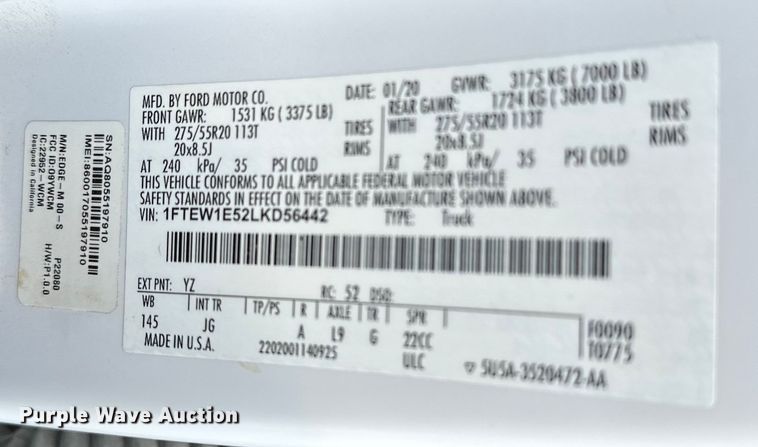 MFD. BY FORD MOTOR CO.
DATE: 01/20 GVWR: 3175 KG ( 7000 LB)
FRONT GAWR: 1531 KG ( 3375 LB)
REAR GAWR: 1724 KG ( 3800 LB)
WITH 275/55R20 113T TIRES
WITH 275/55R20 113T TIRES
20x8.5J RIMS
20x8.5J RIMS
AT 240 kPa/ 35 PSI COLD
AT 240 kPa/ 35 PSI COLD
THIS VEHICLE CONFORMS TO ALL APPLICABLE FEDERAL MOTOR VEHICLE
SAFETY STANDARDS IN EFFECT ON THE DATE OF MANUFACTURE SHOWN ABOVE.
VIN: 1FTEW1E52LKD56442 TYPE: Truck
EXT PNT: YZ RC: 52 DSO:
WB INT TR TP/PS R AXLE TR SPR
145 JG A L9 G 22CC
F0090
T0775
MADE IN U.S.A. 2202001140925 ULC
5U5A-3520472-AA
SN:AQ8055197910
IMEI:860017055197910
M/N:EDGE-M 00-S P22080
FCC ID:09YWCM H/W:P1.0.0
IC:22952-WCM
Designed in California
Purple Wave Auction